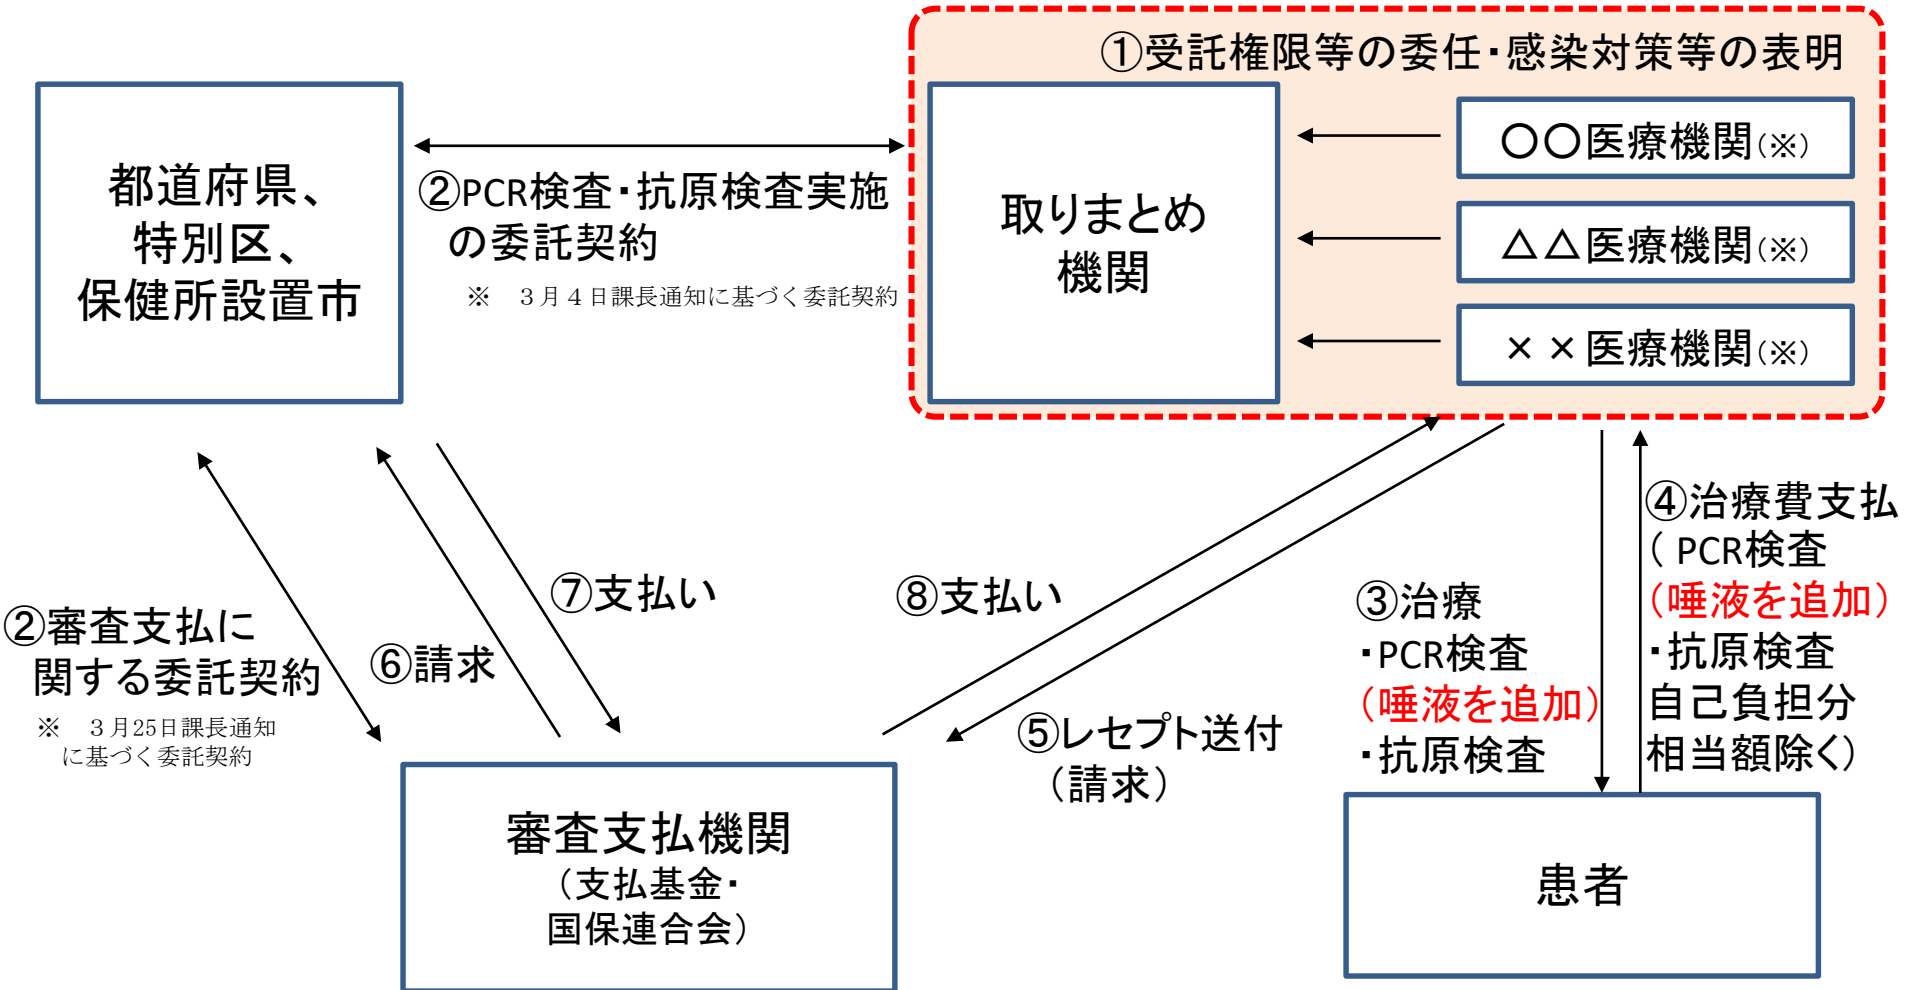 ①受託権限等の委任・感染対策等の表明
都道府県、
特別区、
保健所設置市
②PCR検査・抗原検査実施
の委託契約
※　３月４日課長通知に基づく委託契約
取りまとめ
機関
〇〇医療機関(※)
△△医療機関(※)
××医療機関(※)
②審査支払に
関する委託契約
※　３月25日課長通知
に基づく委託契約
⑥請求
⑦支払い
⑧支払い
⑤レセプト送付
（請求）
③治療
・PCR検査
（唾液を追加）
・抗原検査
④治療費支払
( PCR検査
（唾液を追加）
・抗原検査
自己負担分
相当額除く）
審査支払機関
（支払基金・
国保連合会）
患者